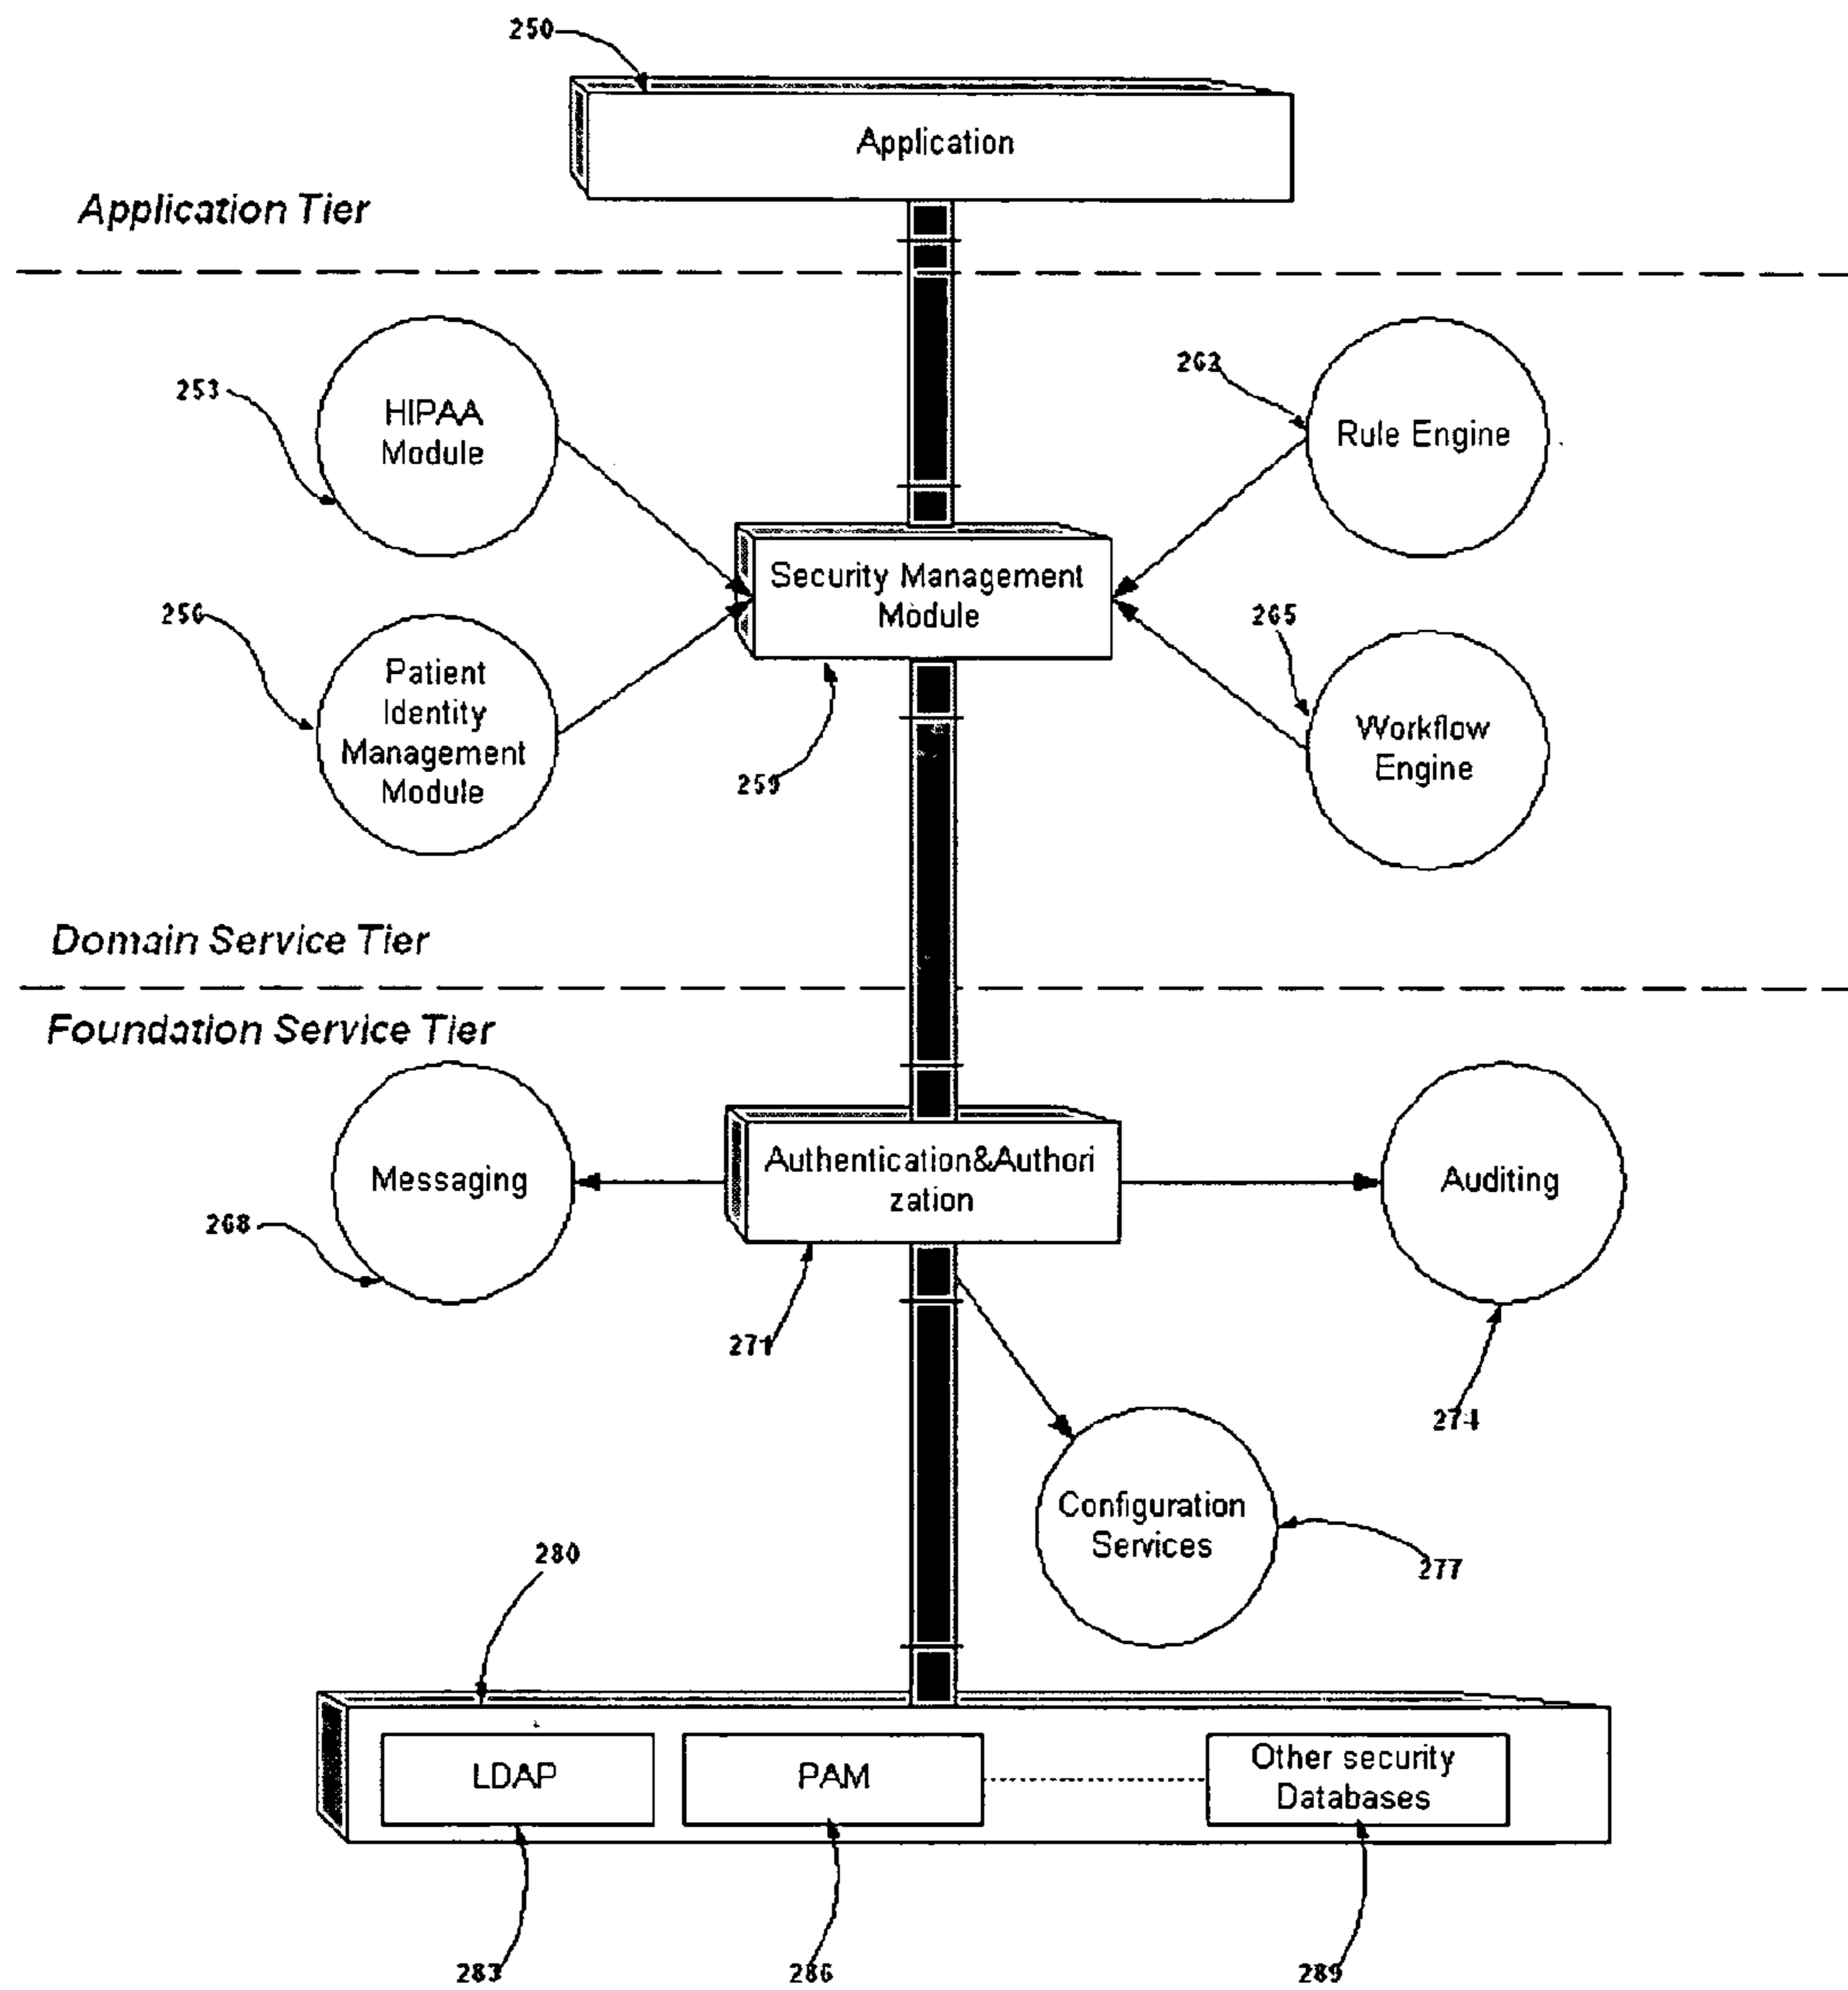 250
Application
Application Tier
253
HIPAA
Module
262
Rule Engine
256
Patient
Identity
Management
Module
Security Management
Module
259
265
Workflow
Engine
Domain Service Tier
Foundation Service Tier
Messaging
268
Authentication&Authori
zation
271
Auditing
274
Configuration
Services
277
280
LDAP
PAM
Other security
Databases
283
286
289